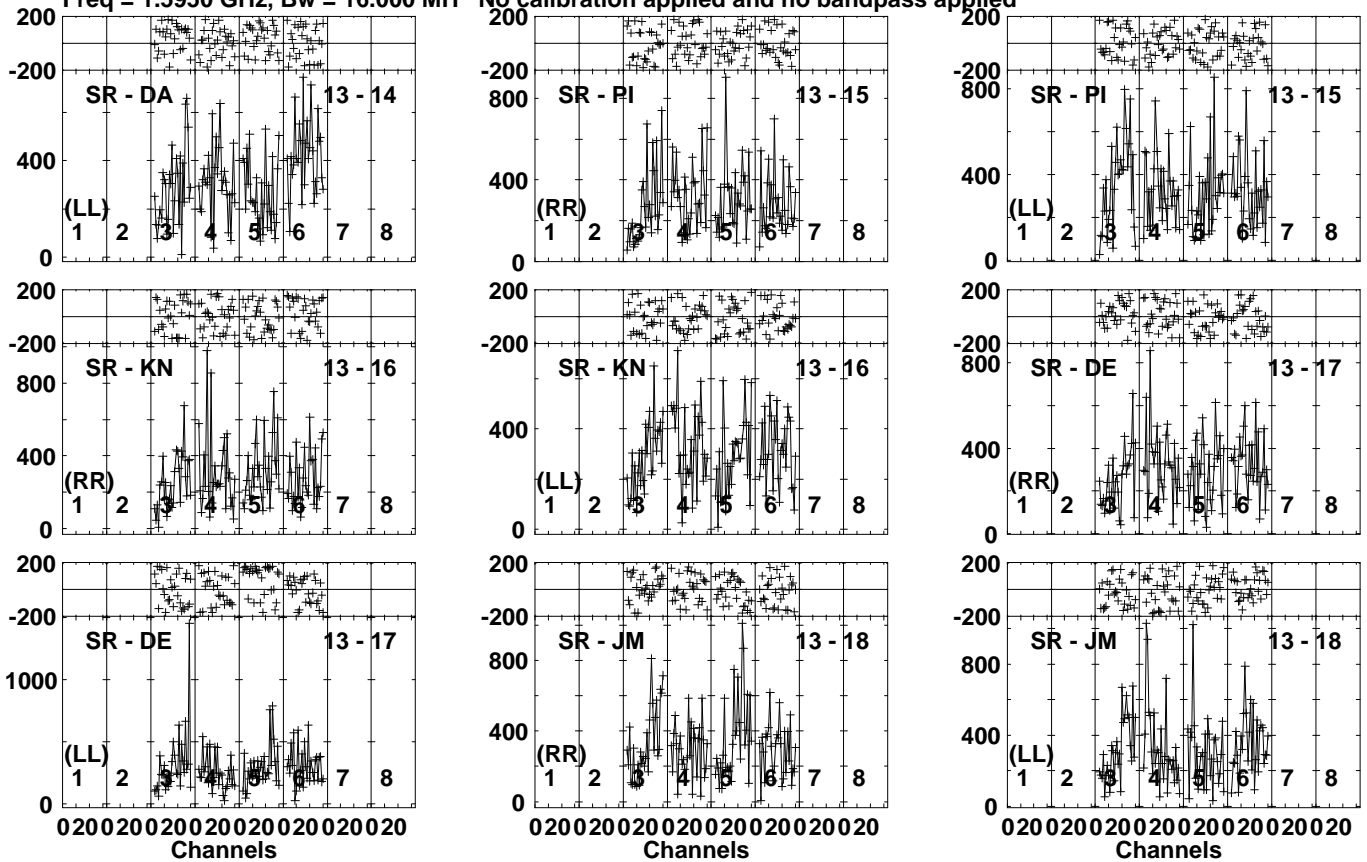 Freq = 1.5950 GHz, Bw = 16.000 MH No calibration applied and no bandpass applied
200 200 200
-200 -200 -200
SR - DA 13 - 14 SR - PI 13 - 15 SR - PI 13 - 15
800 800
400 400 400
(LL) (RR) (LL)
1 2 3 4 5 6 7 8 1 2 3 4 5 6 7 8 1 2 3 4 5 6 7 8
0 0 0
200 200 200
-200 -200 -200
SR - KN 13 - 16 SR - KN 13 - 16 SR - DE 13 - 17
800 800
400 400 400
(RR) (LL) (RR)
1 2 3 4 5 6 7 8 1 2 3 4 5 6 7 8 1 2 3 4 5 6 7 8
0 0 0
200 200 200
-200 -200 -200
SR - DE 13 - 17 SR - JM 13 - 18 SR - JM 13 - 18
1000 800 800
400 400
(LL) (RR) (LL)
1 2 3 4 5 6 7 8 1 2 3 4 5 6 7 8 1 2 3 4 5 6 7 8
0 0 0
0 20 0 20 0 20 0 20 0 20 0 20 0 20 0 20 0 20 0 20 0 20 0 20 0 20 0 20 0 20 0 20 0 20 0 20 0 20 0 20 0 20 0 20 0 20 0 20
Channels Channels Channels